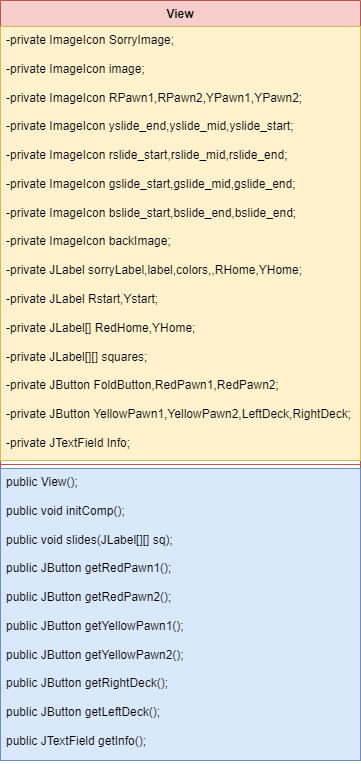 View
-private ImageIcon SorryImage;
-private ImageIcon image;
-private ImageIcon RPawn1,RPawn2,YPawn1,YPawn2;
-private ImageIcon yslide_end,yslide_mid,yslide_start;
-private ImageIcon rslide_start,rslide_mid,rslide_end;
-private ImageIcon gslide_start,gslide_mid,gslide_end;
-private ImageIcon bslide_start,bslide_end,bslide_end;
-private ImageIcon backImage;
-private JLabel sorryLabel,label,colors,,RHome,YHome;
-private JLabel Rstart,Ystart;
-private JLabel[] RedHome,YHome;
-private JLabel[][] squares;
-private JButton FoldButton,RedPawn1,RedPawn2;
-private JButton YellowPawn1,YellowPawn2,LeftDeck,RightDeck;
-private JTextField Info;
public View();
public void initComp();
public void slides(JLabel[][] sq);
public JButton getRedPawn1();
public JButton getRedPawn2();
public JButton getYellowPawn1();
public JButton getYellowPawn2();
public JButton getRightDeck();
public JButton getLeftDeck();
public JTextField getInfo();